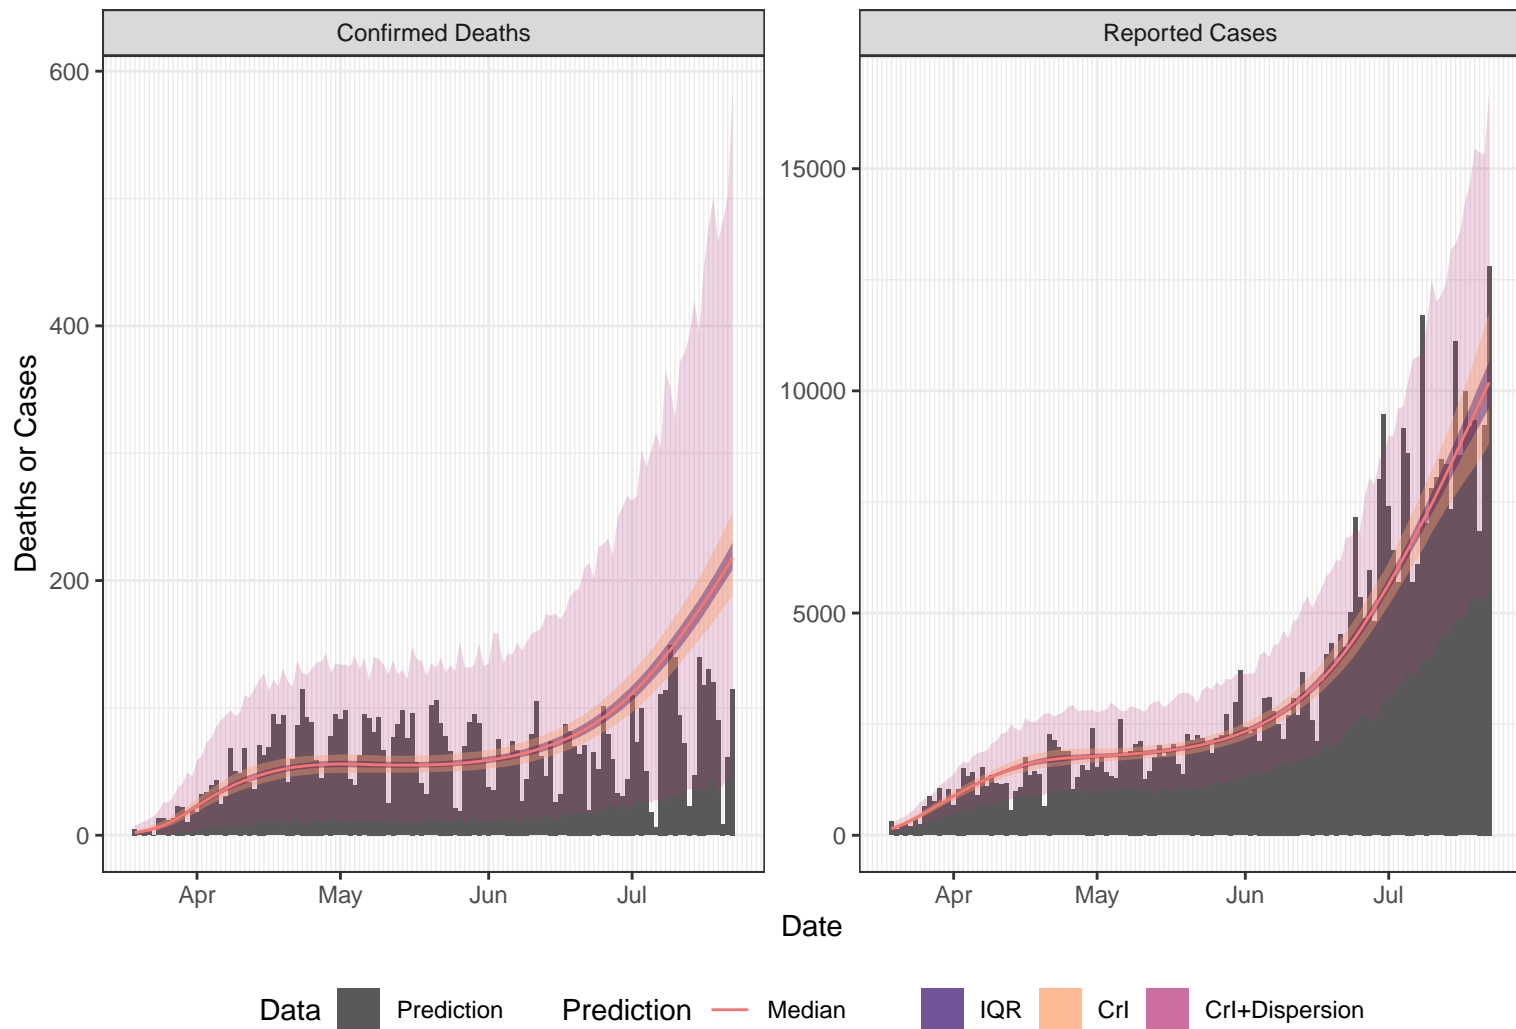 Confirmed Deaths
Reported Cases
600
400
200
0
15000
10000
5000
0
Deaths or Cases
Apr May Jun Jul
Apr May Jun Jul
Date
Data Prediction Prediction Median IQR CrI CrI+Dispersion